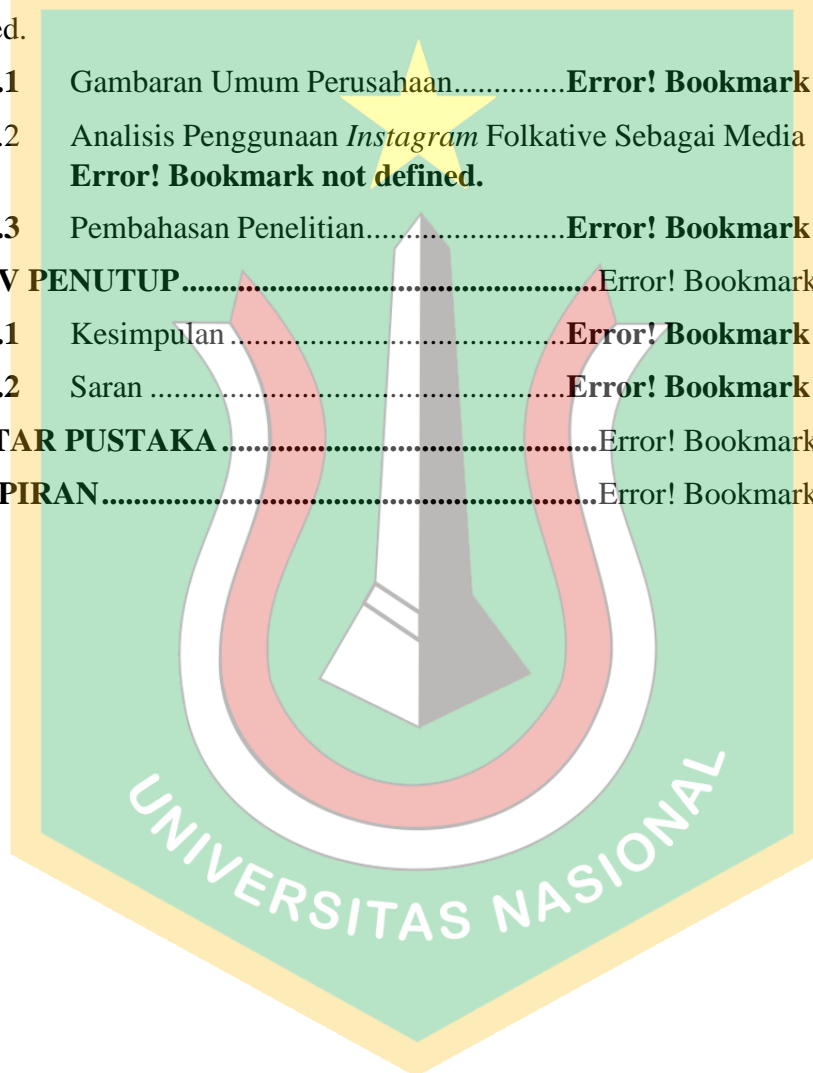 ed.
.1 Gambaran Umum Perusahaan..............Error! Bookmark
.2 Analisis Penggunaan Instagram Folkative Sebagai Media
Error! Bookmark not defined.
.3 Pembahasan Penelitian........................Error! Bookmark
V PENUTUP..................................................Error! Bookmark
.1 Kesimpulan ........................................Error! Bookmark
.2 Saran ..................................................Error! Bookmark
TAR PUSTAKA .............................................Error! Bookmark
PIRAN............................................................Error! Bookmark
UNIVERSITAS NASIONAL